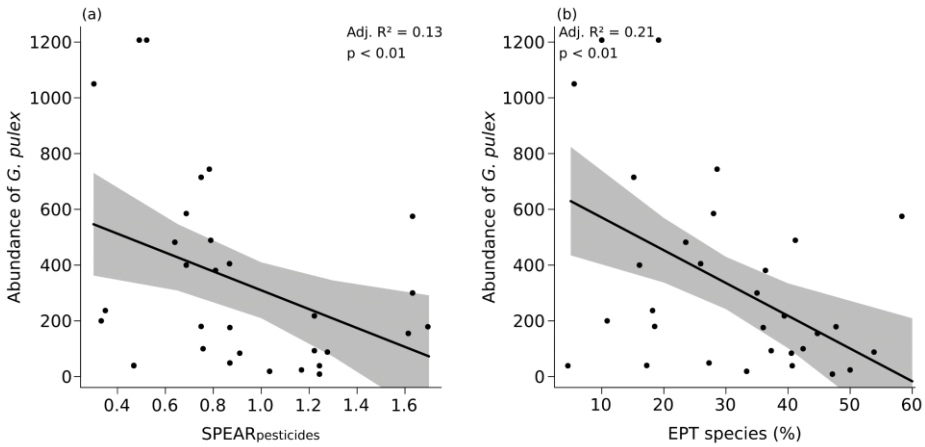 (a)
Adj. R² = 0.13
p < 0.01
1200
1000
800
600
400
200
0
Abundance of G. pulex
0.4 0.6 0.8 1.0 1.2 1.4 1.6
SPEARpesticides
(b)
Adj. R² = 0.21
p < 0.01
1200
1000
800
600
400
200
0
Abundance of G. pulex
10 20 30 40 50 60
EPT species (%)